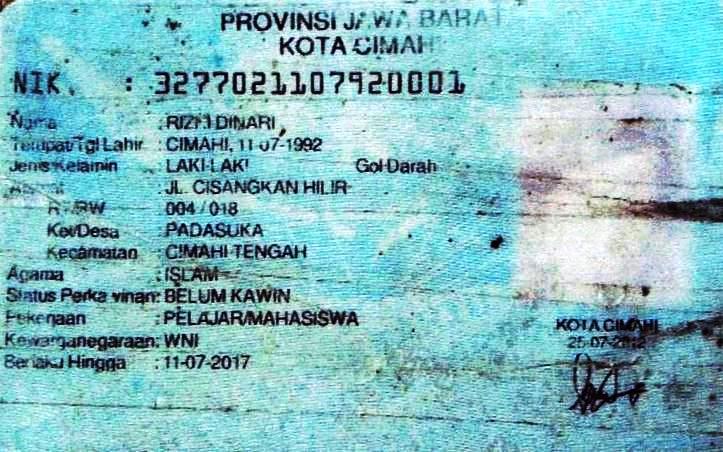 PROVINSI JAWA BARAT
KOTA CIMAHI
NIK : 3277021107920001
Nama : RIZKI DINARI
Tempat/Tgl Lahir : CIMAHI, 11-07-1992
Jenis Kelamin : LAKI-LAKI Gol Darah
Alamat : JL. CISANGKAN HILIR
RT/RW : 004 / 018
Kel/Desa : PADASUKA
Kecamatan : CIMAHI TENGAH
Agama : ISLAM
Status Perkawinan: BELUM KAWIN
Pekerjaan : PELAJAR/MAHASISWA
Kewarganegaraan: WNI
Berlaku Hingga : 11-07-2017
KOTA CIMAHI
25-07-2012